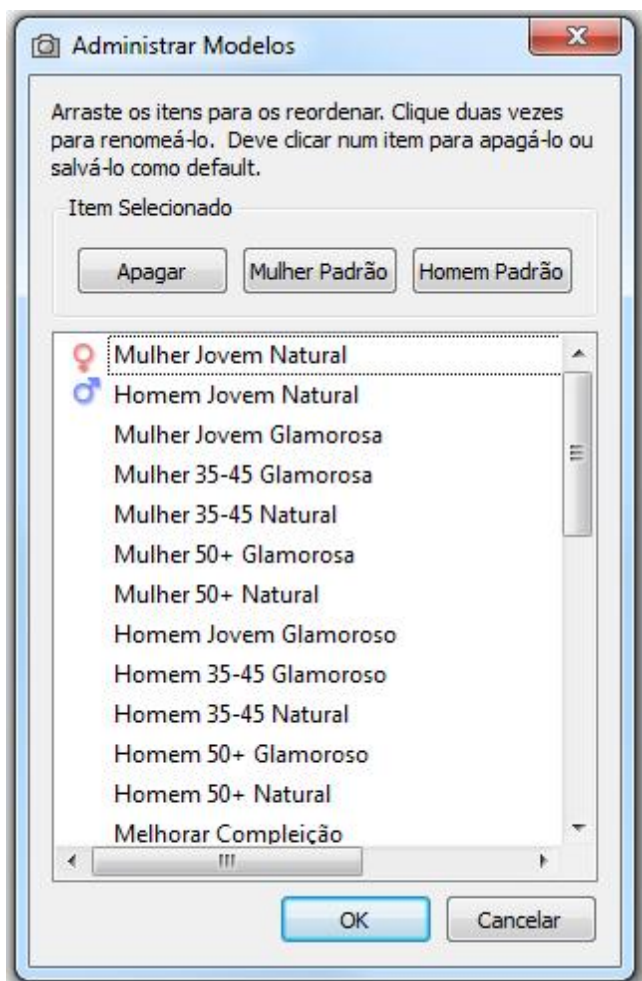 Administrar Modelos
Arraste os itens para os reordenar. Clique duas vezes
para renomeá-lo. Deve clicar num item para apagá-lo ou
salvá-lo como default.
Item Selecionado
Apagar Mulher Padrão Homem Padrão
Mulher Jovem Natural
Homem Jovem Natural
Mulher Jovem Glamorosa
Mulher 35-45 Glamorosa
Mulher 35-45 Natural
Mulher 50+ Glamorosa
Mulher 50+ Natural
Homem Jovem Glamoroso
Homem 35-45 Glamoroso
Homem 35-45 Natural
Homem 50+ Glamoroso
Homem 50+ Natural
Melhorar Compleição
OK Cancelar